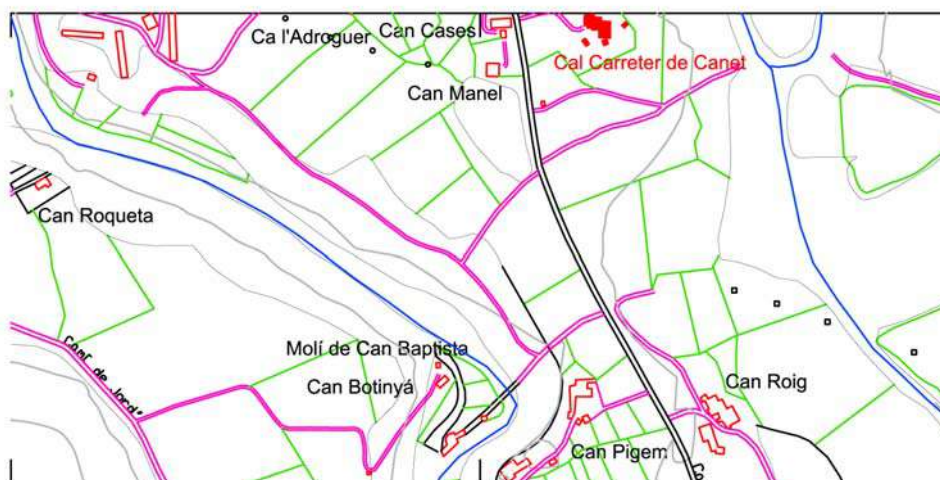 Ca l'Adroguer
Can Cases
Cal Carreter de Canet
Can Manel
Can Roqueta
Molí de Can Baptista
Can Botinyá
Can Roig
Can Pigem